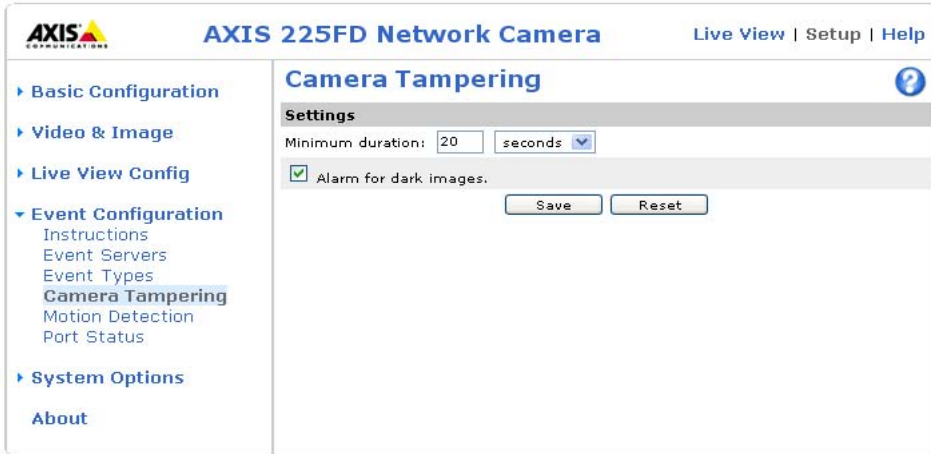 AXIS
COMMUNICATIONS
AXIS 225FD Network Camera
Live View | Setup | Help
Basic Configuration
Video & Image
Live View Config
Event Configuration
Instructions
Event Servers
Event Types
Camera Tampering
Motion Detection
Port Status
System Options
About
Camera Tampering
?
Settings
Minimum duration: 20 seconds
Alarm for dark images.
Save Reset